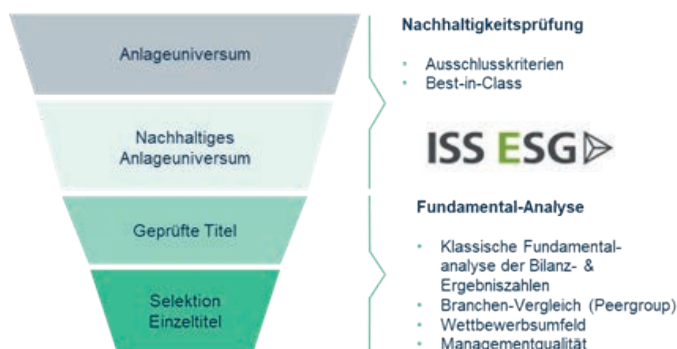 Anlageuniversum
Nachhaltiges
Anlageuniversum
Geprüfte Titel
Selektion
Einzeltitel
Nachhaltigkeitsprüfung
• Ausschlusskriterien
• Best-in-Class
ISS ESG
Fundamental-Analyse
• Klassische Fundamental-
analyse der Bilanz- &
Ergebniszahlen
• Branchen-Vergleich (Peergroup)
• Wettbewerbsumfeld
• Managementqualität